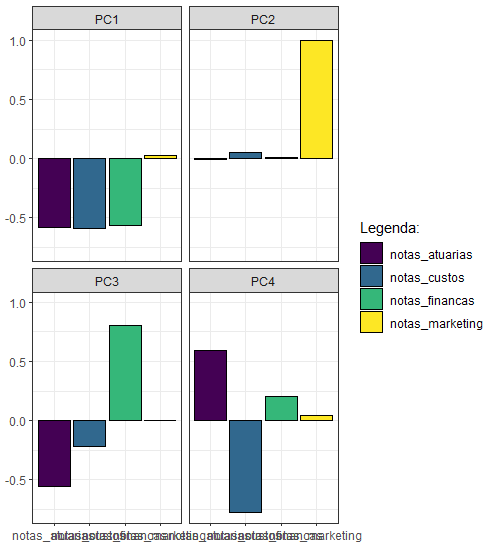 PC1
PC2
1.0
0.5
0.0
-0.5
PC3
PC4
1.0
0.5
0.0
-0.5
Legenda:
notas_atuarias
notas_custos
notas_financas
notas_marketing